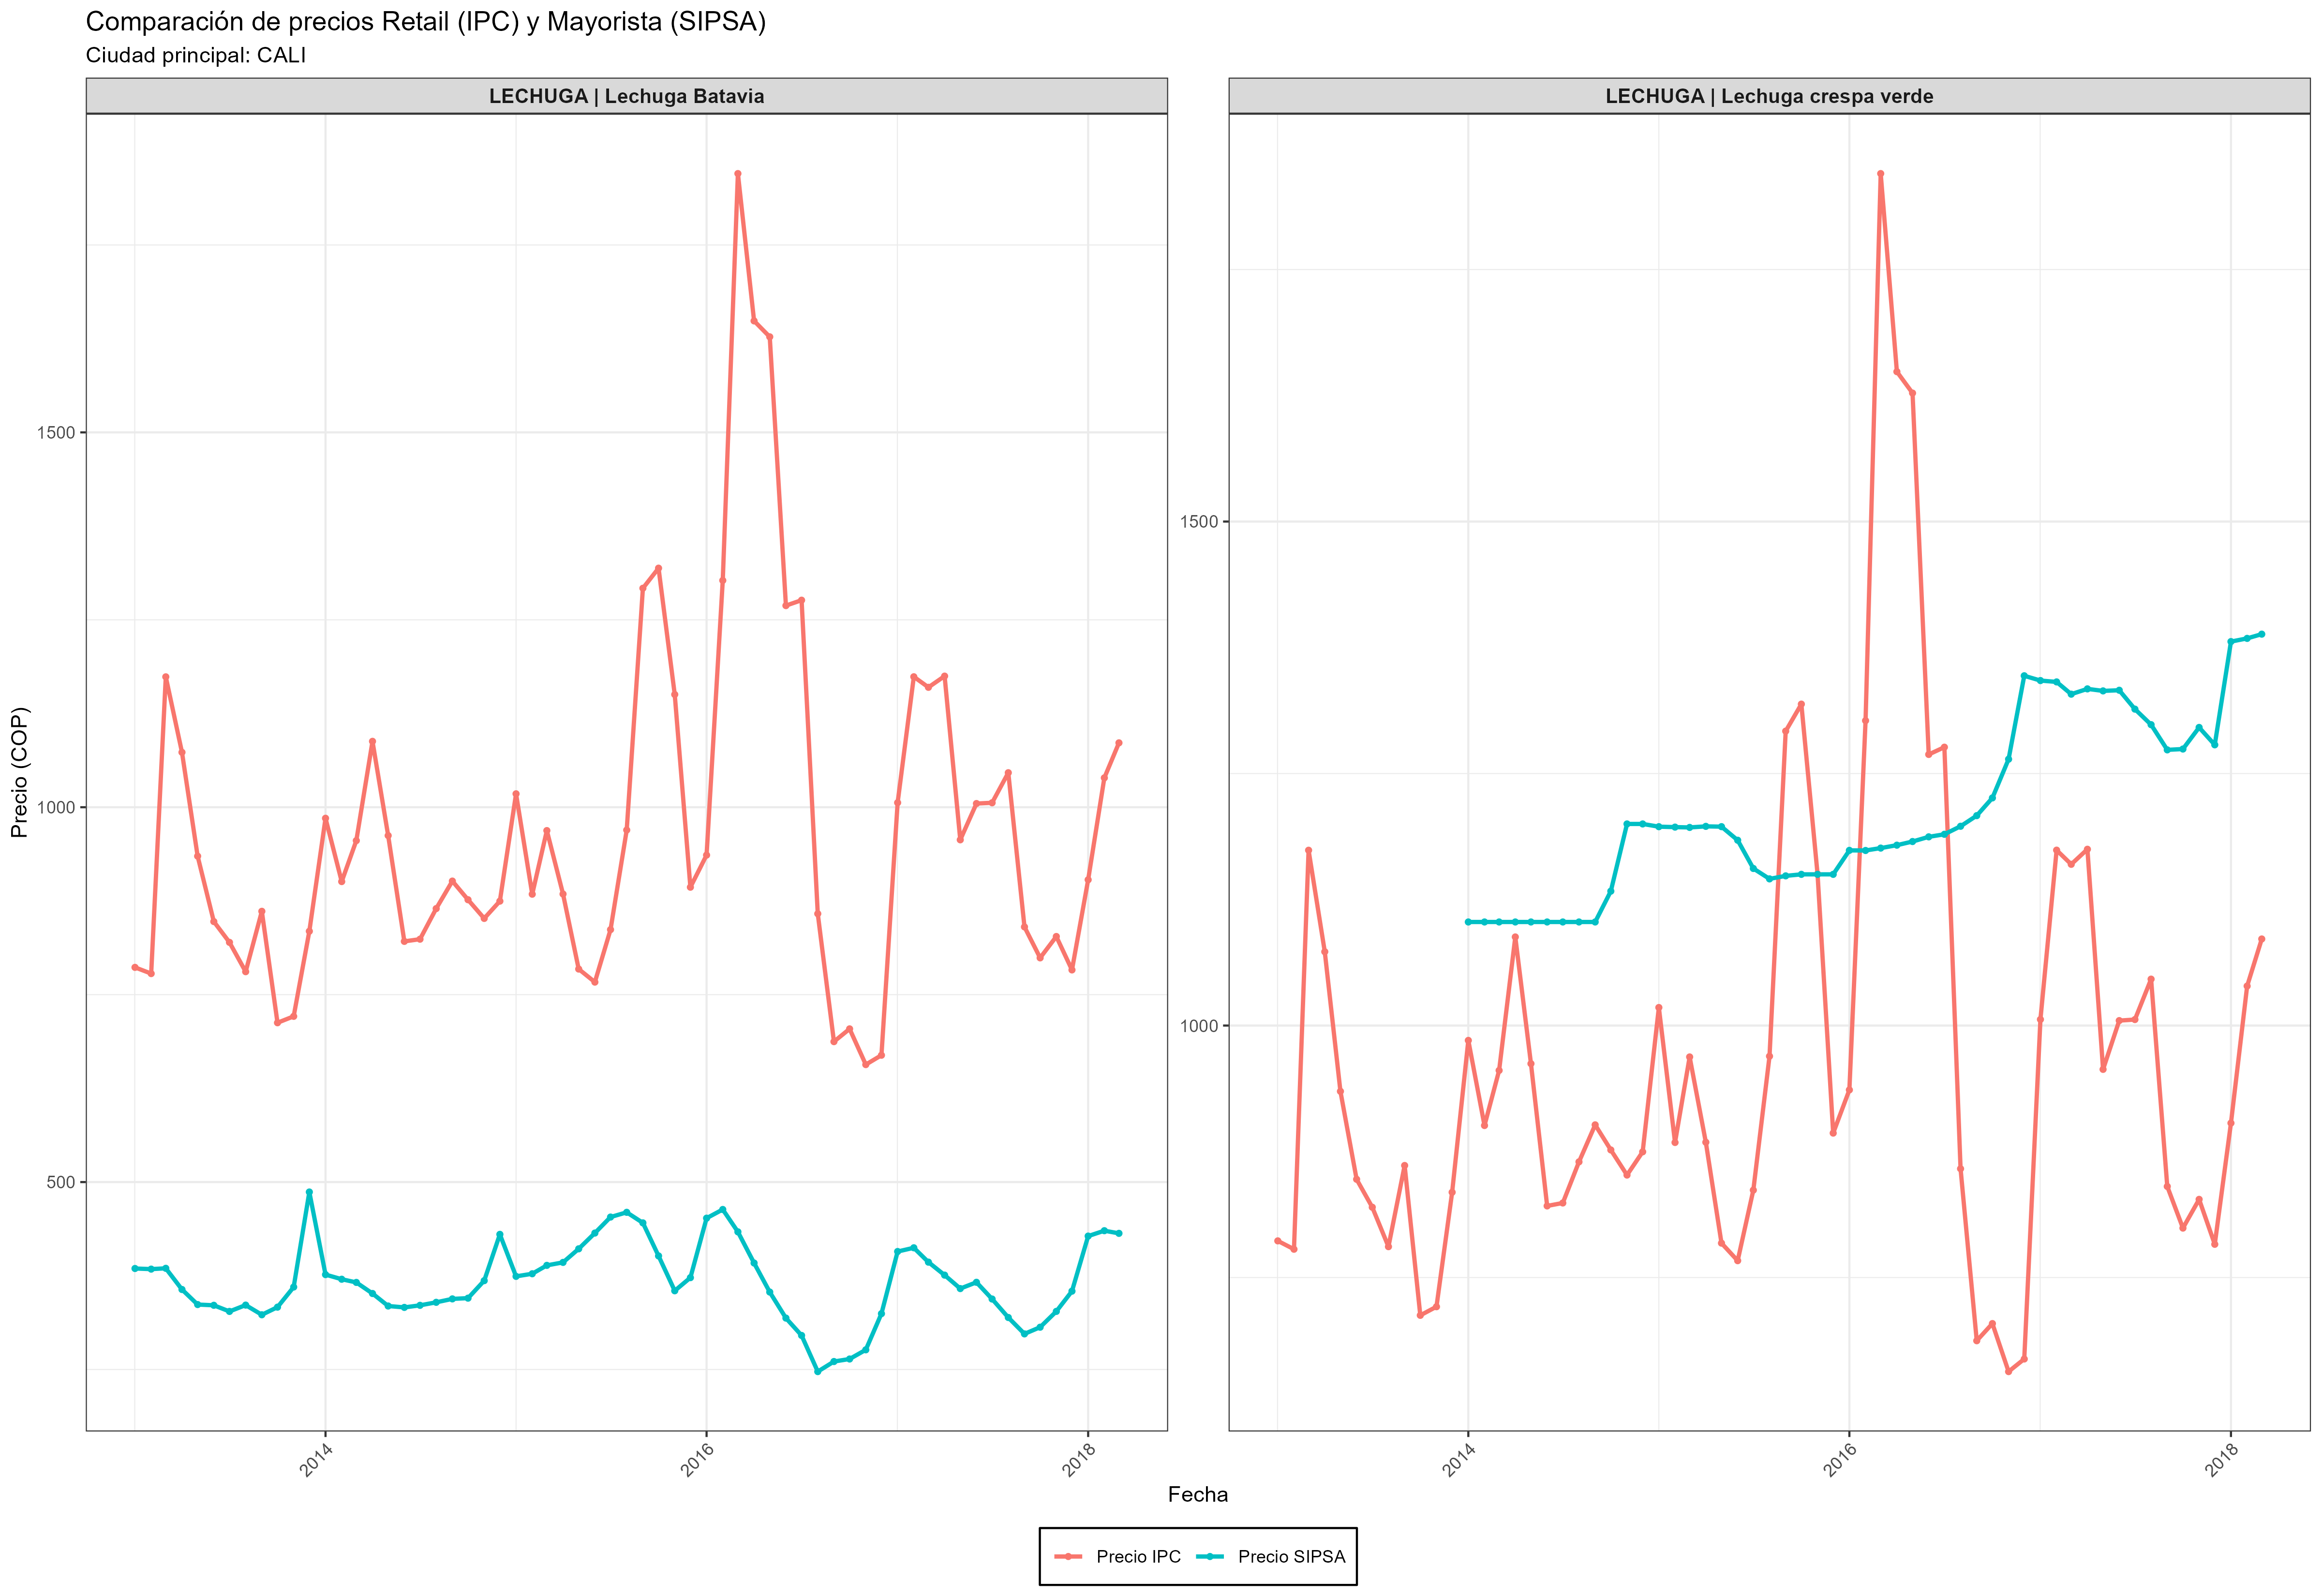 Comparación de precios Retail (IPC) y Mayorista (SIPSA)
Ciudad principal: CALI
LECHUGA | Lechuga Batavia
LECHUGA | Lechuga crespa verde
Precio (COP)
1500
1000
500
1500
1000
2014
2016
2018
2014
2016
2018
Fecha
Precio IPC
Precio SIPSA